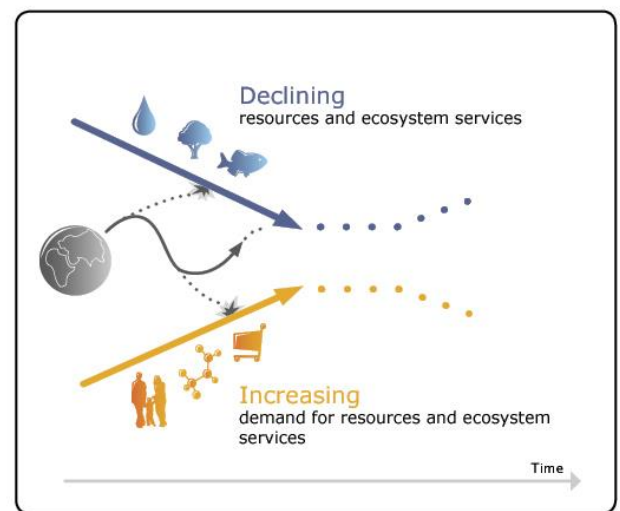 Declining
resources and ecosystem services
Increasing
demand for resources and ecosystem
services
Time